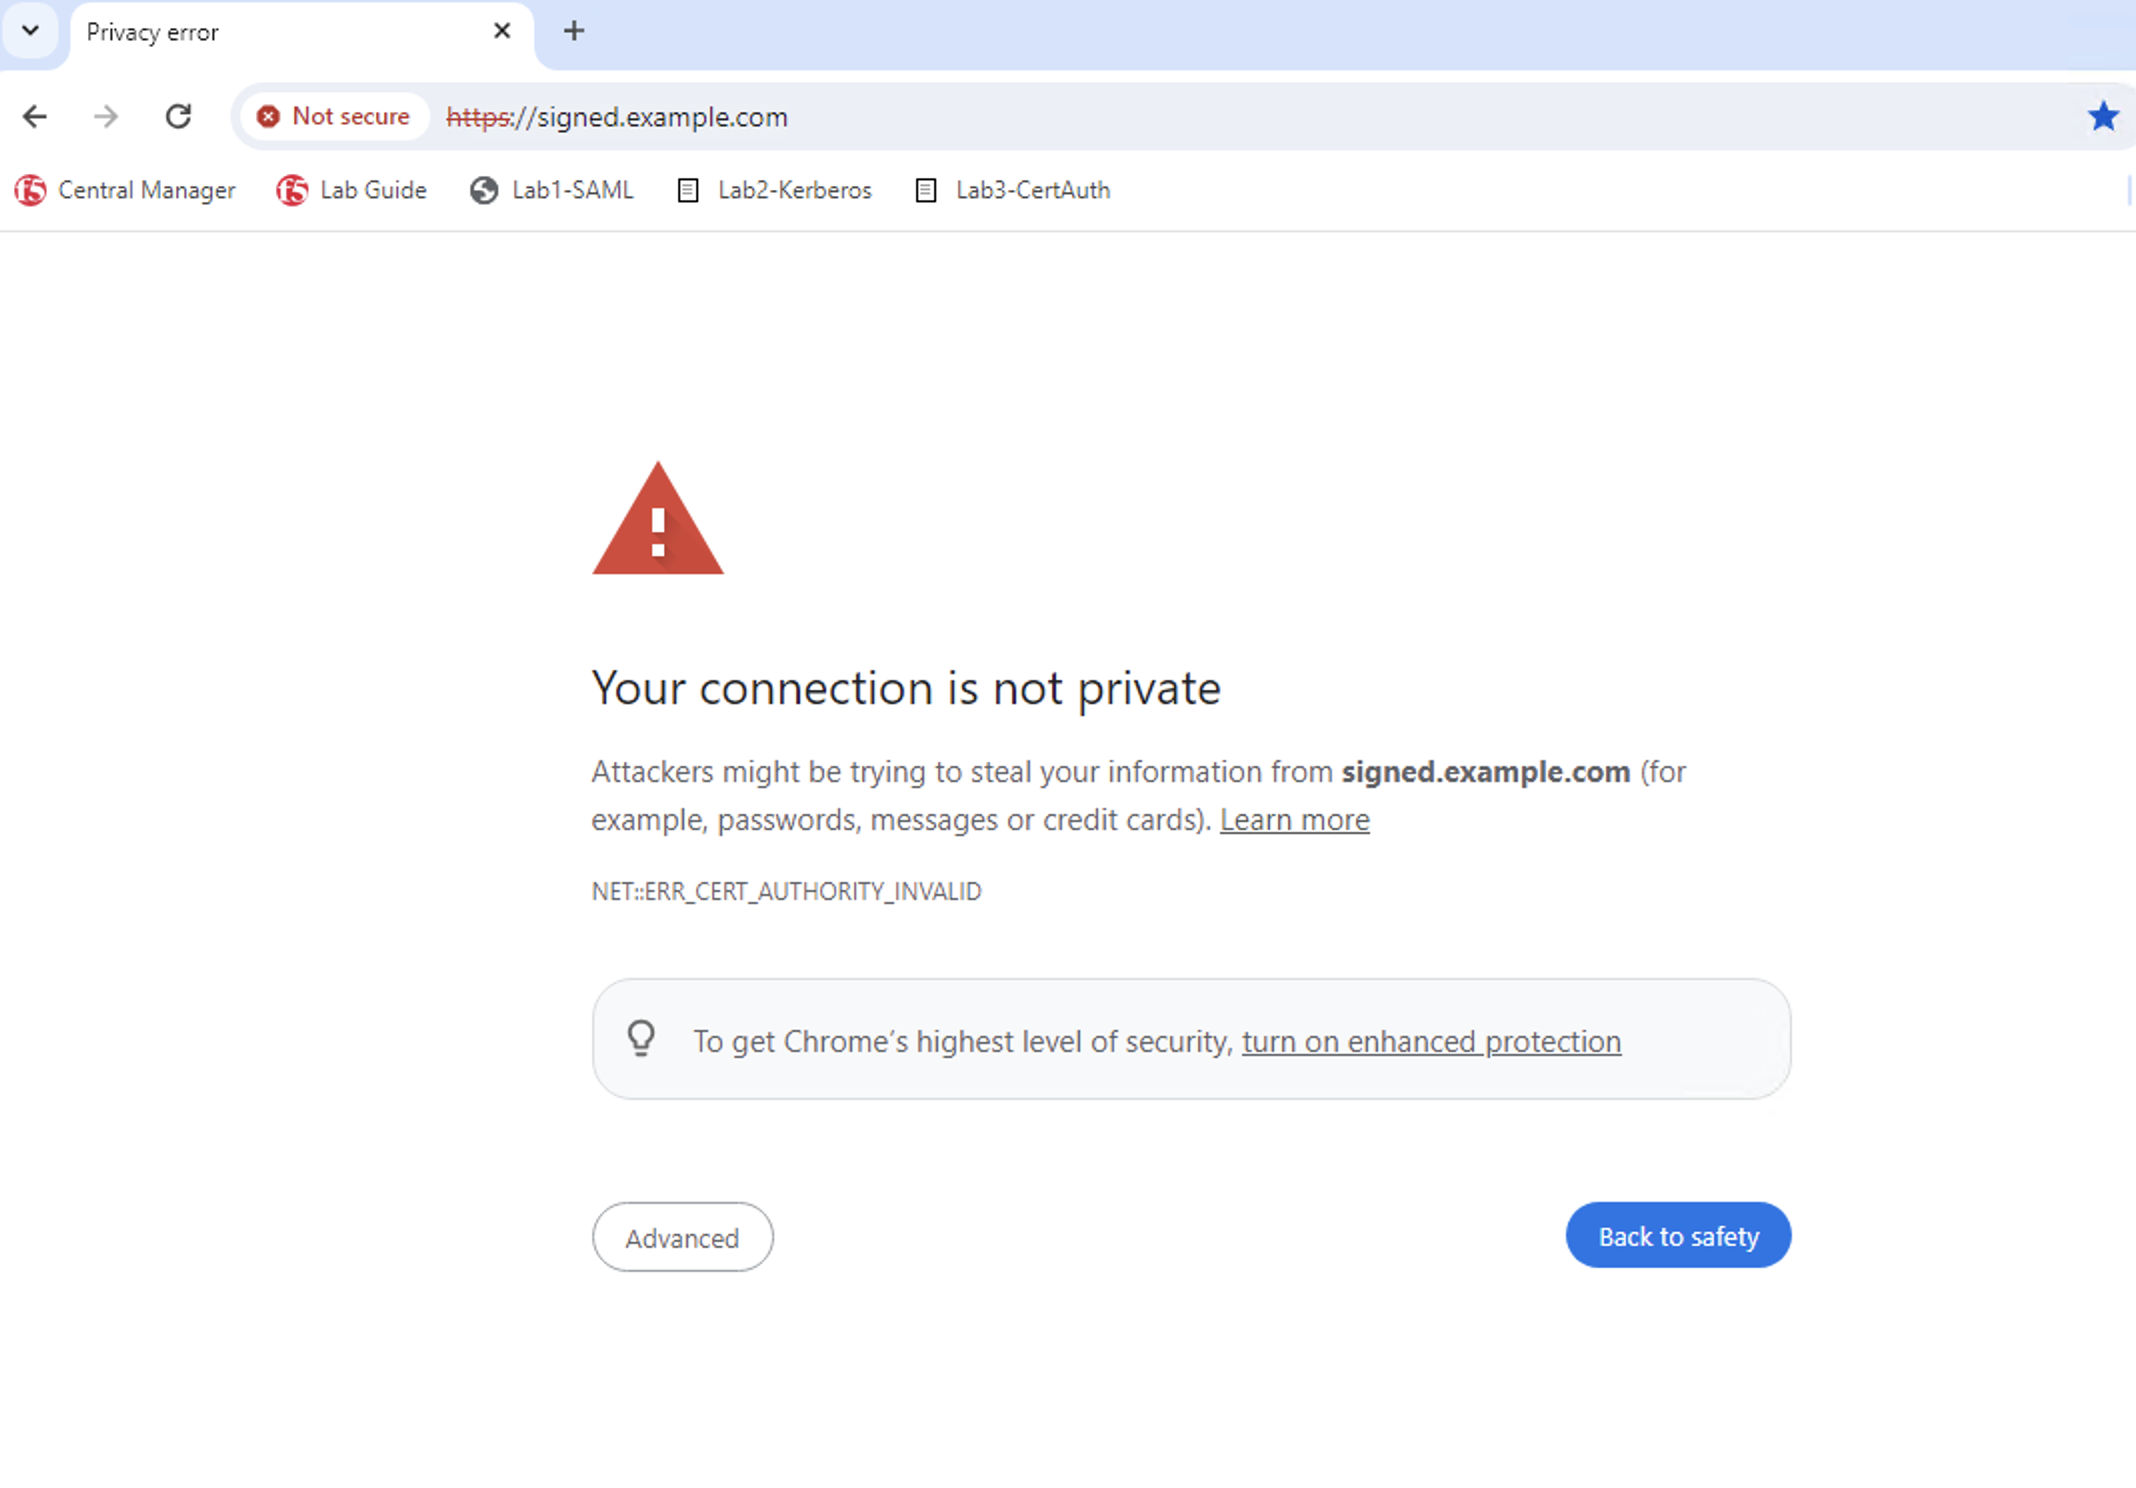 Privacy error
Not secure https://signed.example.com
f5 Central Manager f5 Lab Guide Lab1-SAML Lab2-Kerberos Lab3-CertAuth
Your connection is not private
Attackers might be trying to steal your information from signed.example.com (for
example, passwords, messages or credit cards). Learn more
NET::ERR_CERT_AUTHORITY_INVALID
To get Chrome’s highest level of security, turn on enhanced protection
Advanced Back to safety